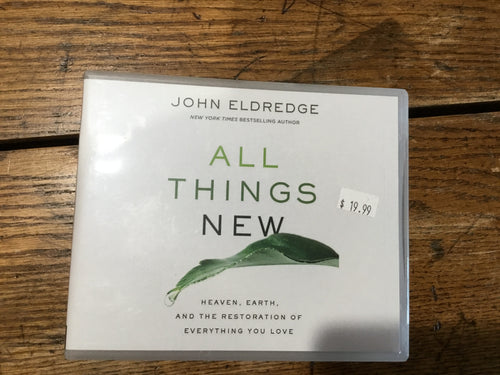 JOHN ELDREDGE
NEW YORK TIMES BESTSELLING AUTHOR
ALL
THINGS
NEW
$ 19.99
HEAVEN, EARTH,
AND THE RESTORATION OF
EVERYTHING YOU LOVE